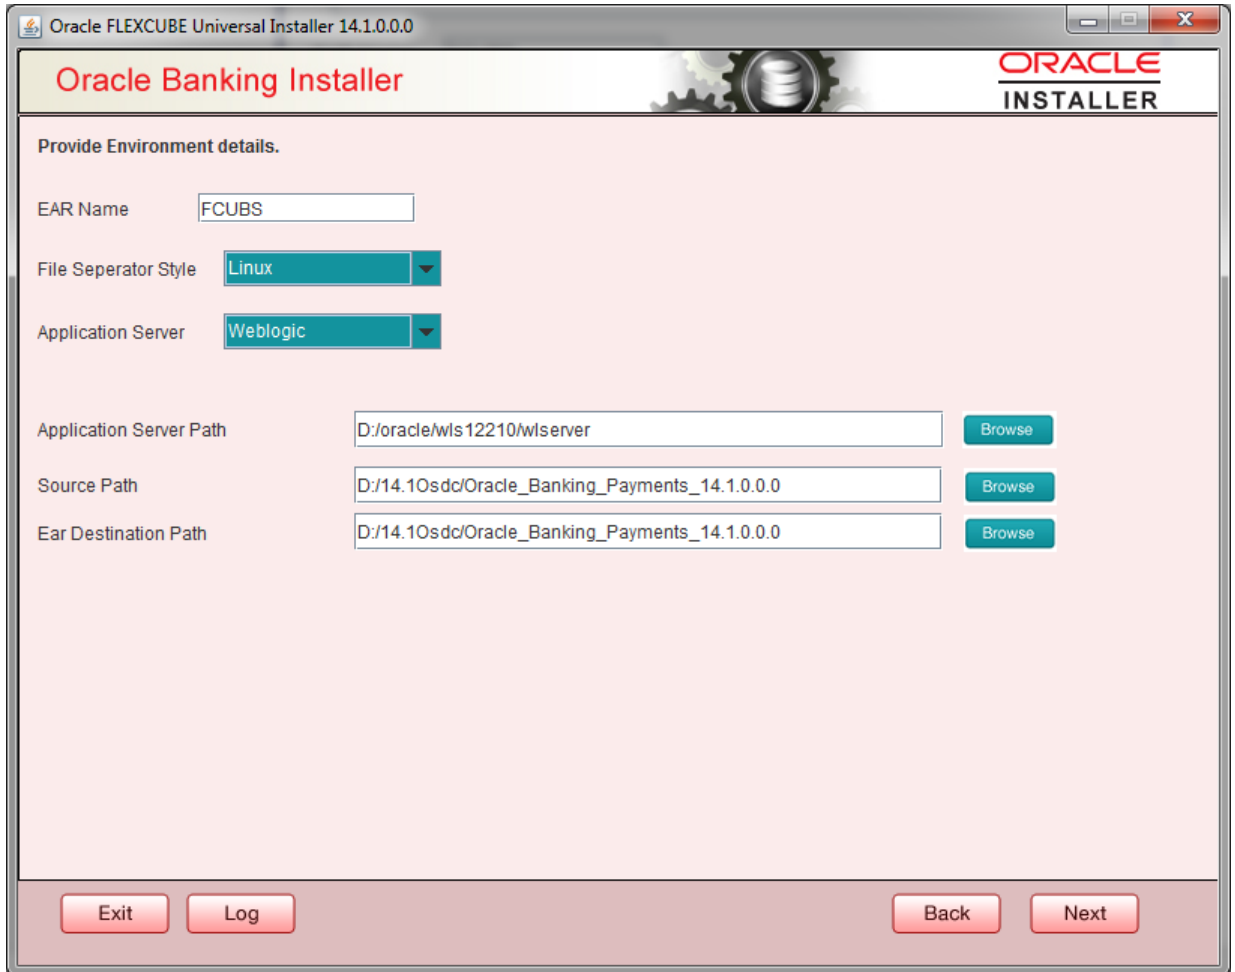 Oracle FLEXCUBE Universal Installer 14.1.0.0.0
Oracle Banking Installer
ORACLE
INSTALLER
Provide Environment details.
EAR Name FCUBS
File Seperator Style Linux
Application Server Weblogic
Application Server Path D:/oracle/wls12210/wlserver Browse
Source Path D:/14.1Osdc/Oracle_Banking_Payments_14.1.0.0.0 Browse
Ear Destination Path D:/14.1Osdc/Oracle_Banking_Payments_14.1.0.0.0 Browse
Exit Log Back Next